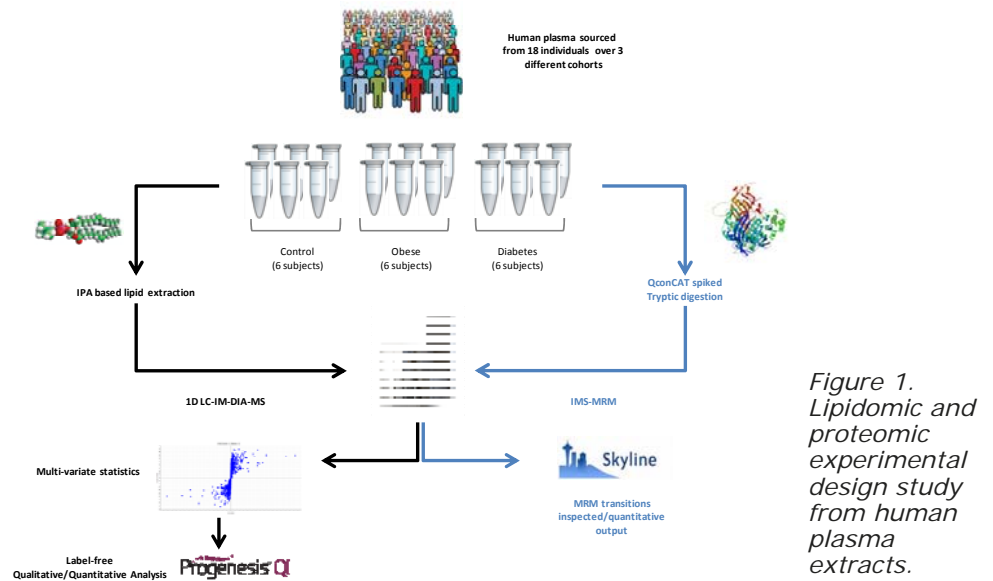 Human plasma sourced
from 18 individuals over 3
different cohorts
Control
(6 subjects)
Obese
(6 subjects)
Diabetes
(6 subjects)
IPA based lipid extraction
QconCAT spiked
Tryptic digestion
1D LC-IM-DIA-MS
IMS-MRM
Multi-variate statistics
Skyline
MRM transitions
inspected/quantitative
output
Label-free
Qualitative/Quantitative Analysis
Progenesis QI
Figure 1.
Lipidomic and
proteomic
experimental
design study
from human
plasma
extracts.